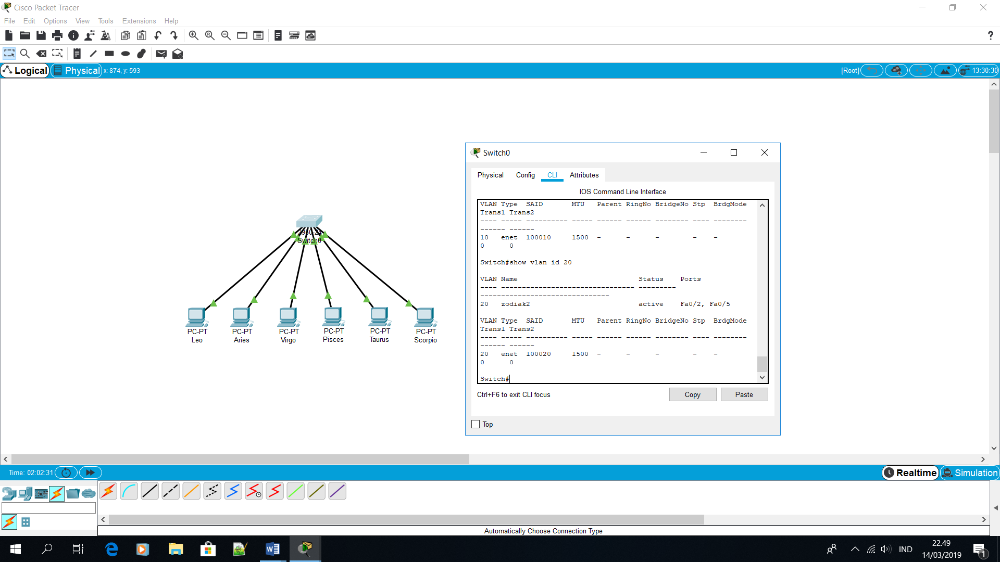 Cisco Packet Tracer
File Edit Options View Tools Extensions Help
Logical Physical x: 874, y: 593 [Root] 13:30:30
2950-24
Switch0
PC-PT
Leo
PC-PT
Aries
PC-PT
Virgo
PC-PT
Pisces
PC-PT
Taurus
PC-PT
Scorpio
Switch0
Physical Config CLI Attributes
IOS Command Line Interface
VLAN Type SAID MTU Parent RingNo BridgeNo Stp BrdgMode
Trans1 Trans2
---- ----- ---------- ----- ------ ------ -------- ---- --------
------ ------
10 enet 100010 1500 - - - - -
0 0
Switch#show vlan id 20
VLAN Name Status Ports
---- -------------------------------- ---------
-------------------------------
20 zodiak2 active Fa0/2, Fa0/5
VLAN Type SAID MTU Parent RingNo BridgeNo Stp BrdgMode
Trans1 Trans2
---- ----- ---------- ----- ------ ------ -------- ---- --------
------ ------
20 enet 100020 1500 - - - - -
0 0
Switch#
Ctrl+F6 to exit CLI focus
Copy Paste
Top
Time: 02:02:31
Realtime Simulation
Automatically Choose Connection Type
IND
22.49
14/03/2019
1